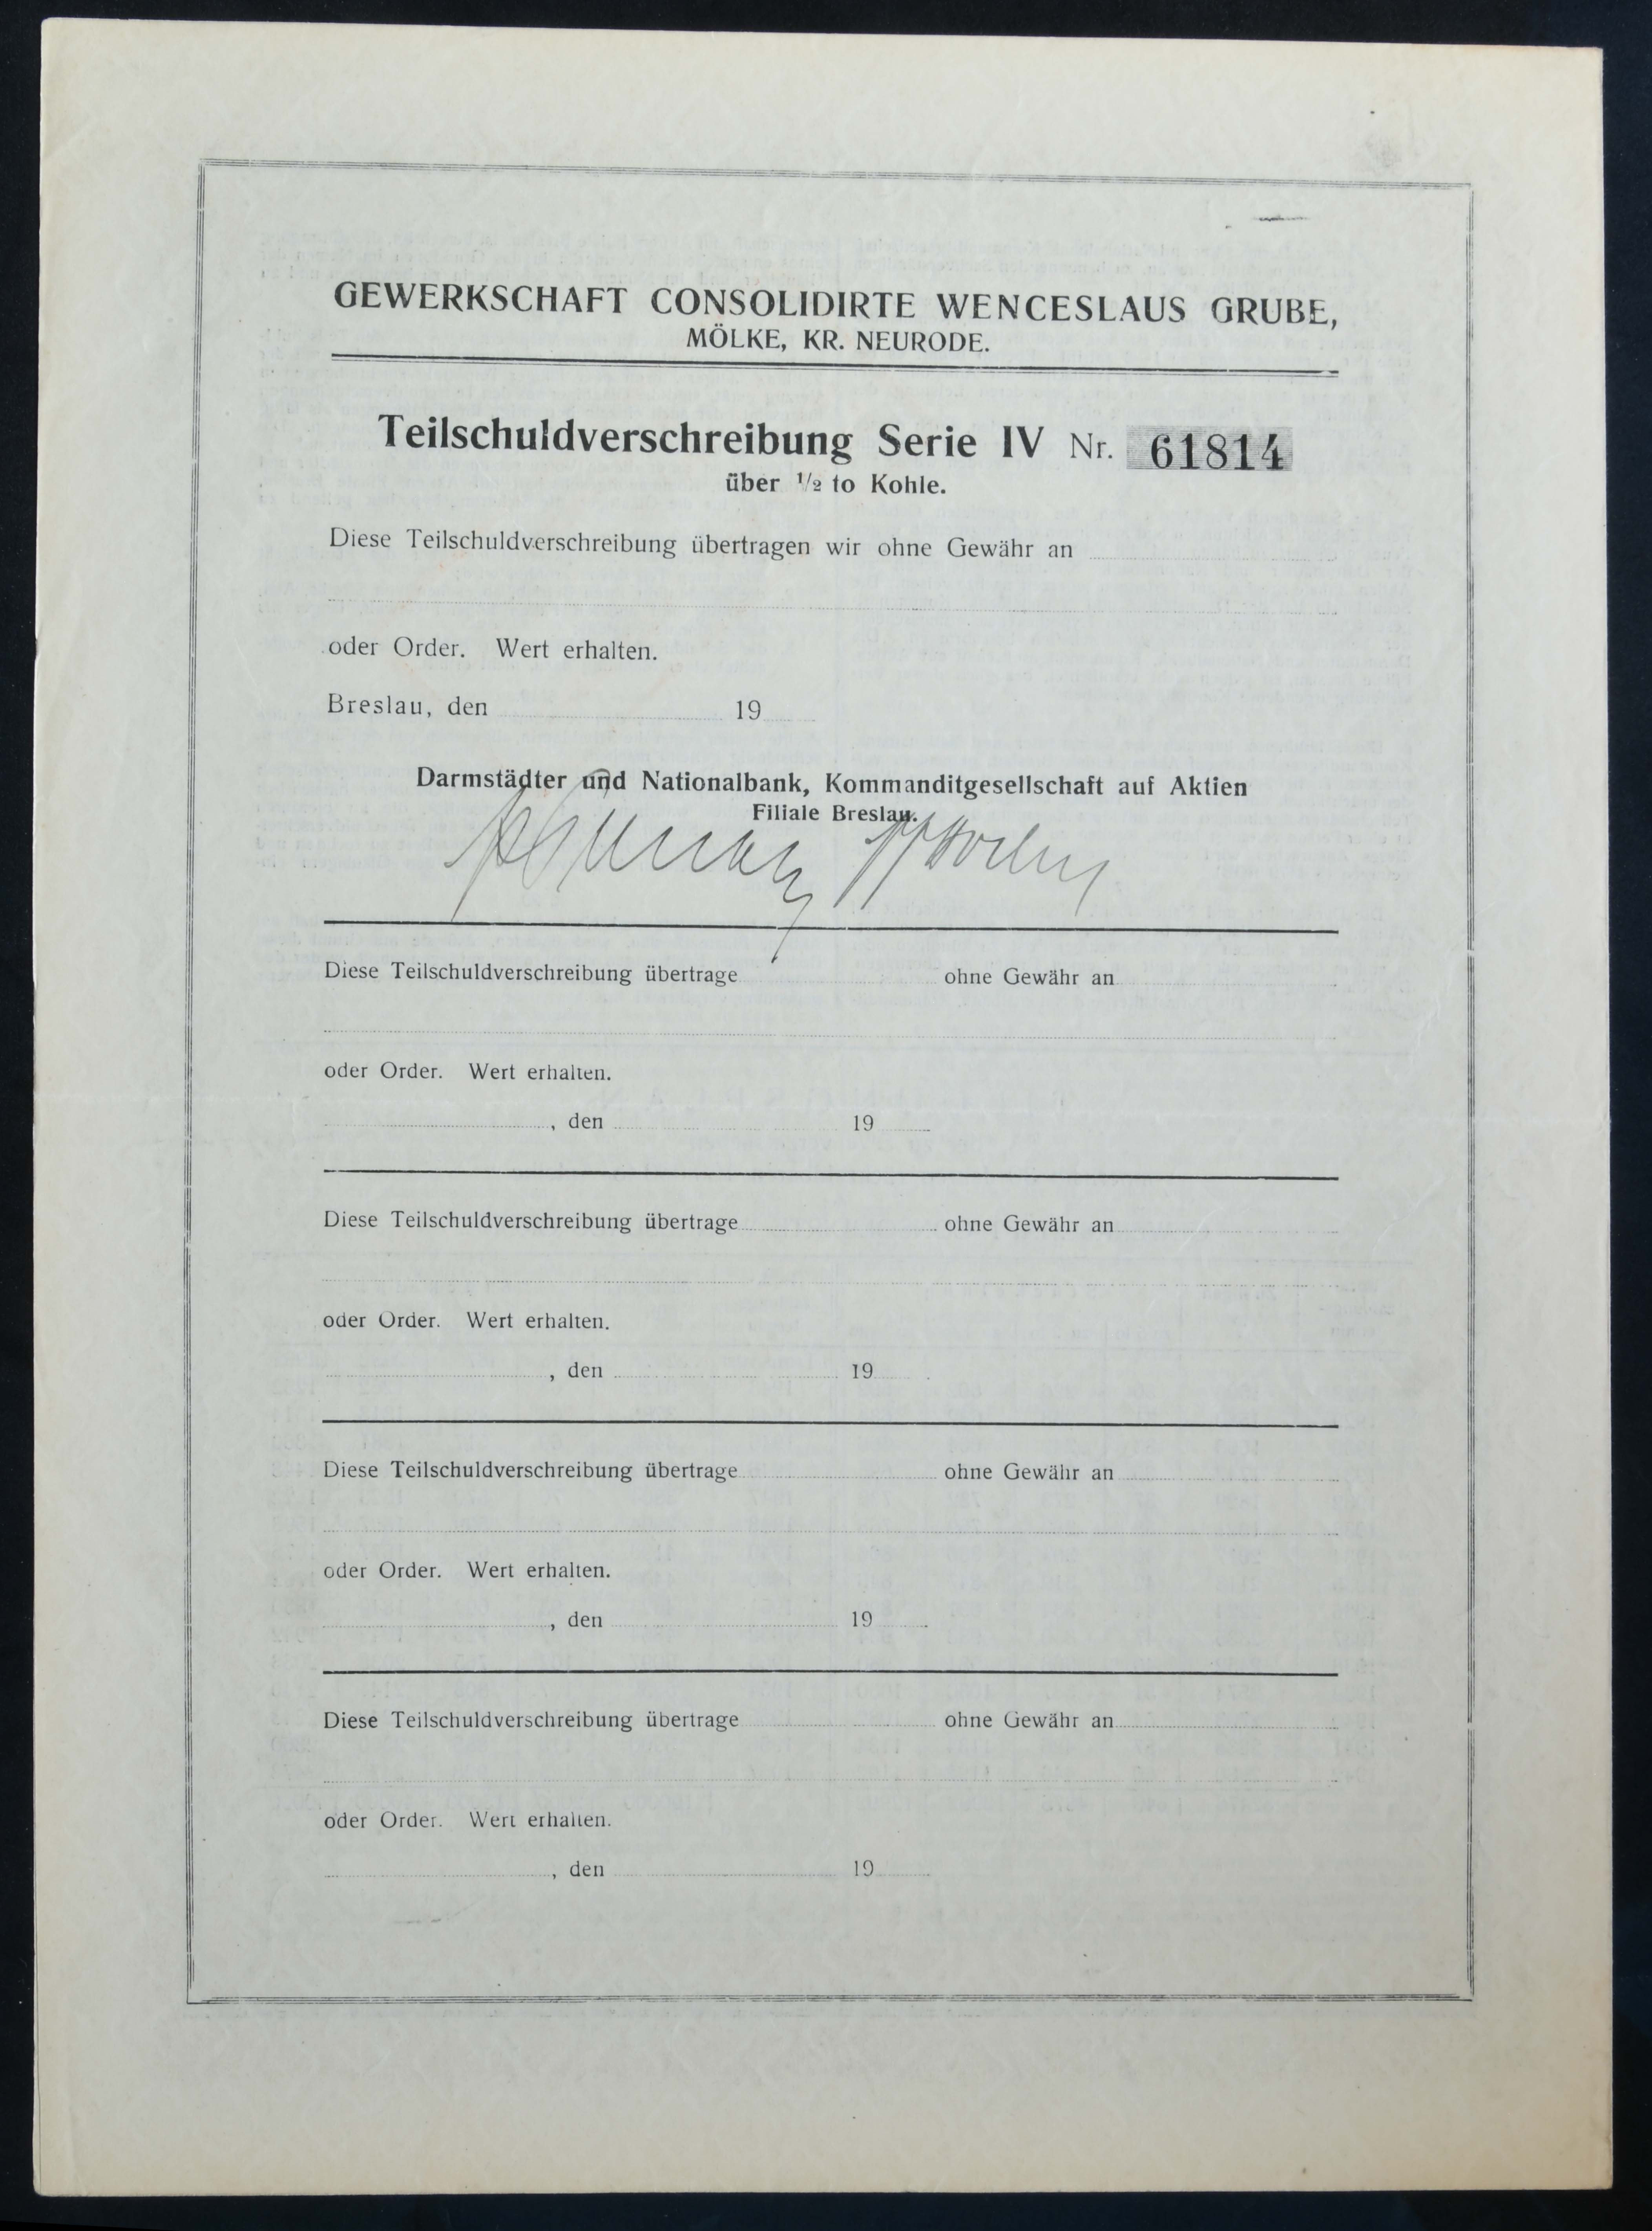 GEWERKSCHAFT CONSOLIDIRTE WENCESLAUS GRUBE,
MÖLKE, KR. NEURODE.
Teilschuldverschreibung Serie IV Nr. 61814
über 1/2 to Kohle.
Diese Teilschuldverschreibung übertragen wir ohne Gewähr an
oder Order. Wert erhalten.
Breslau, den 19
Darmstädter und Nationalbank, Kommanditgesellschaft auf Aktien
Filiale Breslau.
Diese Teilschuldverschreibung übertrage ohne Gewähr an
oder Order. Wert erhalten.
, den 19
Diese Teilschuldverschreibung übertrage ohne Gewähr an
oder Order. Wert erhalten.
, den 19
Diese Teilschuldverschreibung übertrage ohne Gewähr an
oder Order. Wert erhalten.
, den 19
Diese Teilschuldverschreibung übertrage ohne Gewähr an
oder Order. Wert erhalten.
, den 19